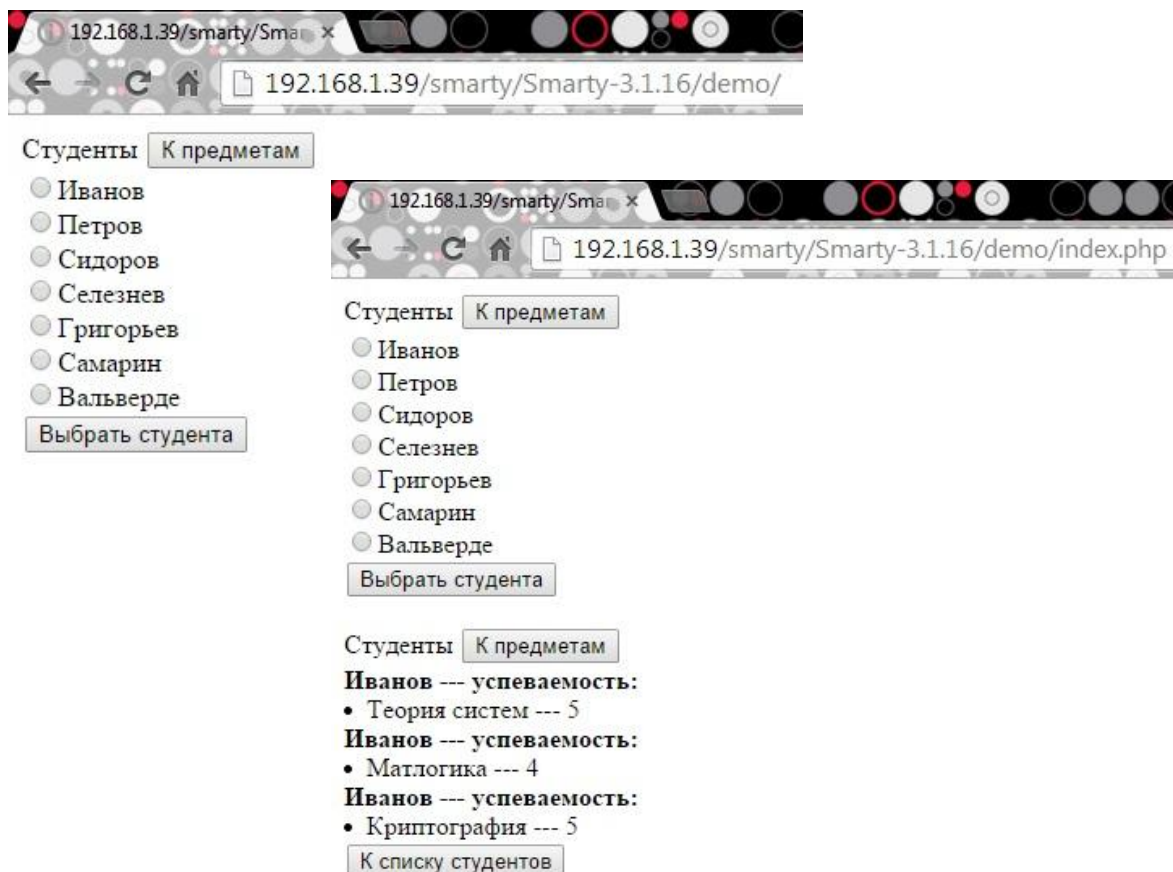 192.168.1.39/smarty/Sma
192.168.1.39/smarty/Smarty-3.1.16/demo/
Студенты К предметам
Иванов
Петров
Сидоров
Селезнев
Григорьев
Самарин
Вальверде
Выбрать студента
192.168.1.39/smarty/Sma
192.168.1.39/smarty/Smarty-3.1.16/demo/index.php
Студенты К предметам
Иванов
Петров
Сидоров
Селезнев
Григорьев
Самарин
Вальверде
Выбрать студента
Студенты К предметам
Иванов --- успеваемость:
• Теория систем --- 5
Иванов --- успеваемость:
• Матлогика --- 4
Иванов --- успеваемость:
• Криптография --- 5
К списку студентов